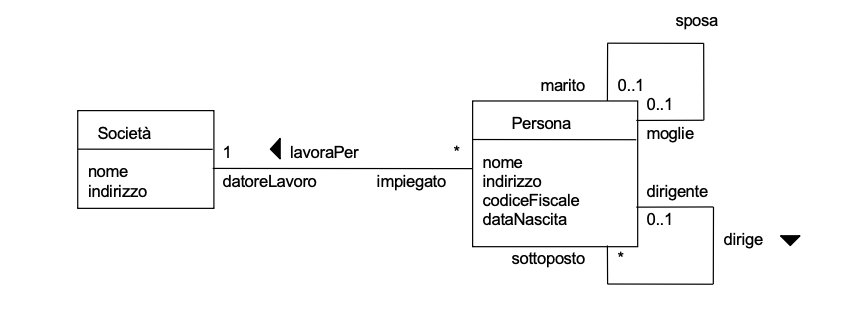 sposa
marito
0..1
0..1
moglie
Società
nome
indirizzo
1
lavoraPer
*
datoreLavoro
impiegato
Persona
nome
indirizzo
codiceFiscale
dataNascita
dirigente
0..1
dirige
sottoposto
*